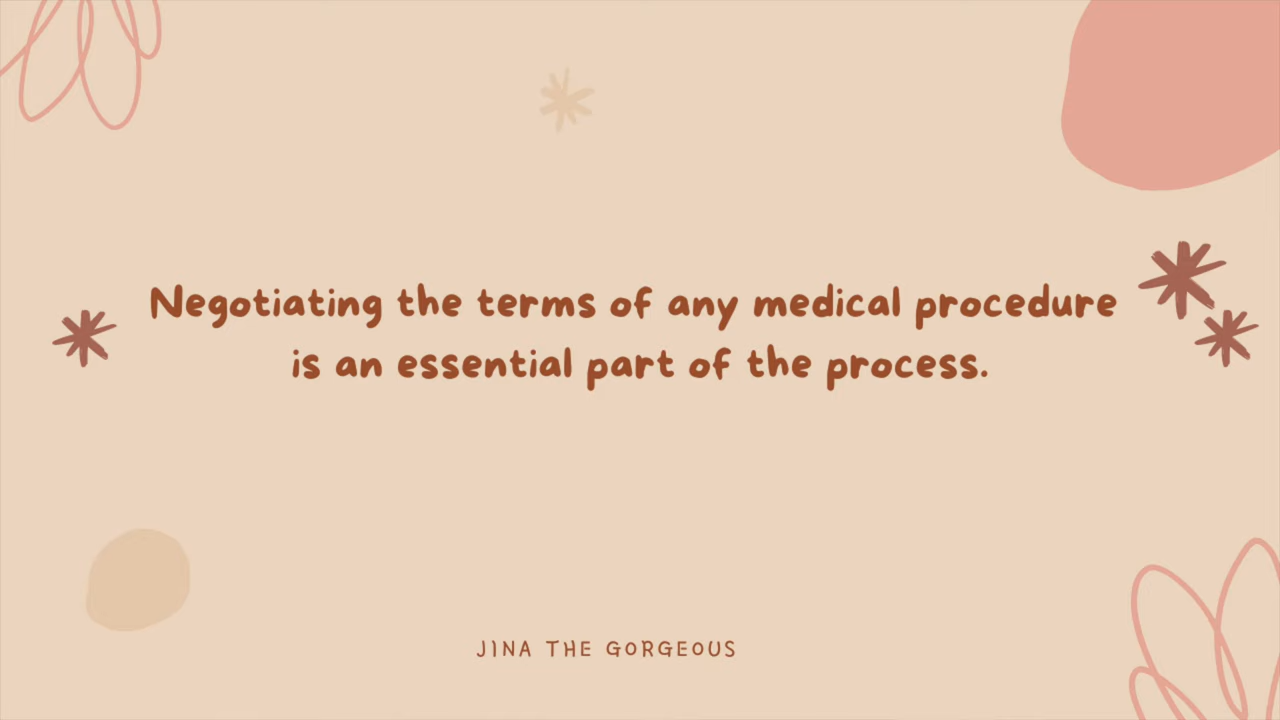 Negotiating the terms of any medical procedure
is an essential part of the process.
JINA THE GORGEOUS